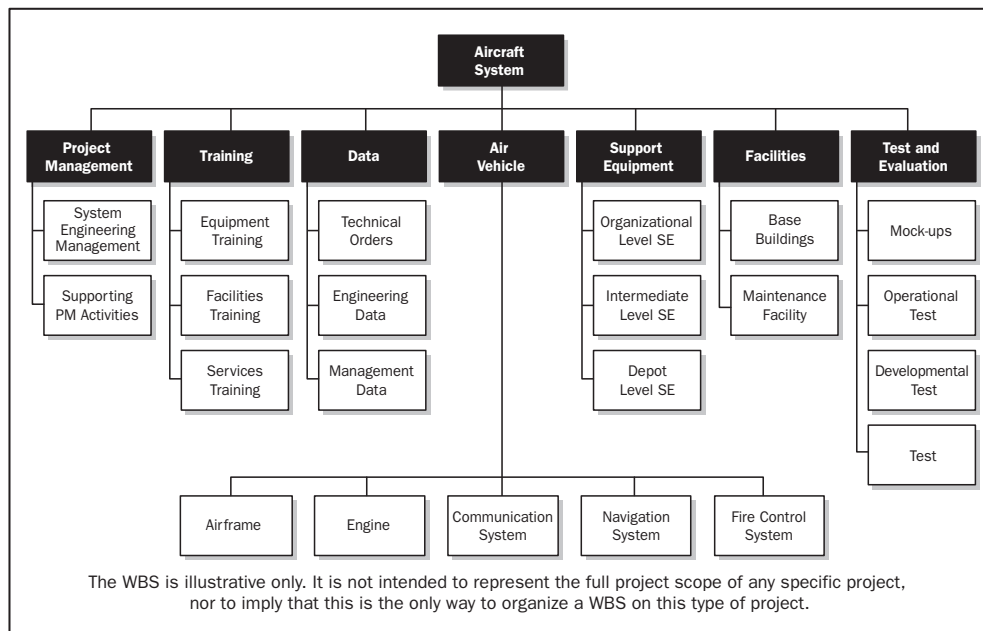 Aircraft
System
Project
Management
Training
Data
Air
Vehicle
Support
Equipment
Facilities
Test and
Evaluation
System
Engineering
Management
Equipment
Training
Technical
Orders
Organizational
Level SE
Base
Buildings
Mock-ups
Supporting
PM Activities
Facilities
Training
Engineering
Data
Intermediate
Level SE
Maintenance
Facility
Operational
Test
Services
Training
Management
Data
Depot
Level SE
Developmental
Test
Test
Airframe
Engine
Communication
System
Navigation
System
Fire Control
System
The WBS is illustrative only. It is not intended to represent the full project scope of any specific project,
nor to imply that this is the only way to organize a WBS on this type of project.